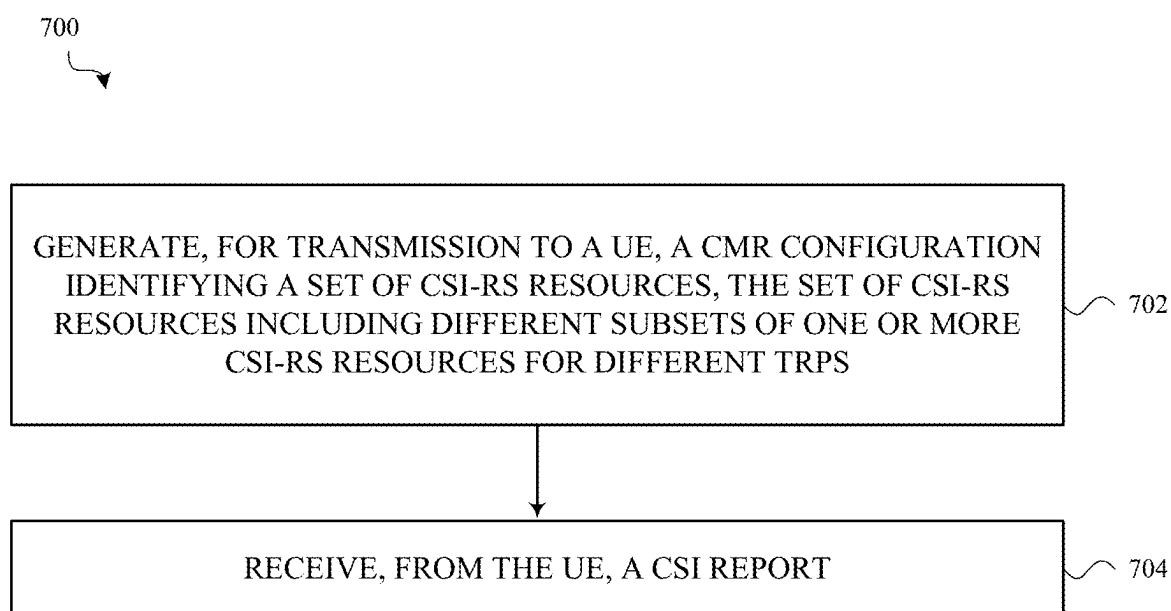 700
GENERATE, FOR TRANSMISSION TO A UE, A CMR CONFIGURATION
IDENTIFYING A SET OF CSI-RS RESOURCES, THE SET OF CSI-RS
RESOURCES INCLUDING DIFFERENT SUBSETS OF ONE OR MORE
CSI-RS RESOURCES FOR DIFFERENT TRPS
702
RECEIVE, FROM THE UE, A CSI REPORT
704